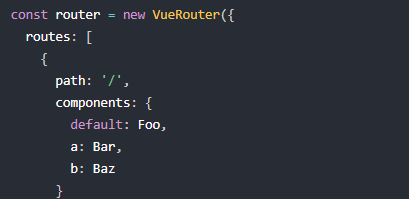 const router = new VueRouter({
  routes: [
    {
      path: '/',
      components: {
        default: Foo,
        a: Bar,
        b: Baz
      }